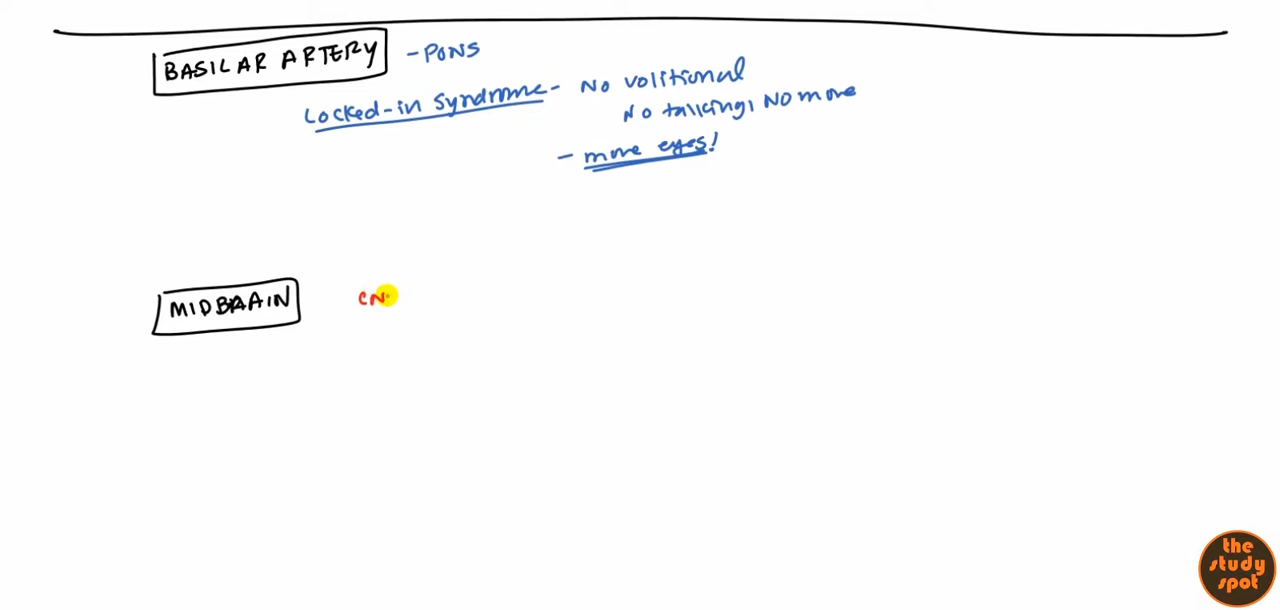 BASILAR ARTERY - PONS
Locked-in Syndrome - No volitional
No talking, No move
- move eyes!
MIDBRAIN CN
the
study
spot